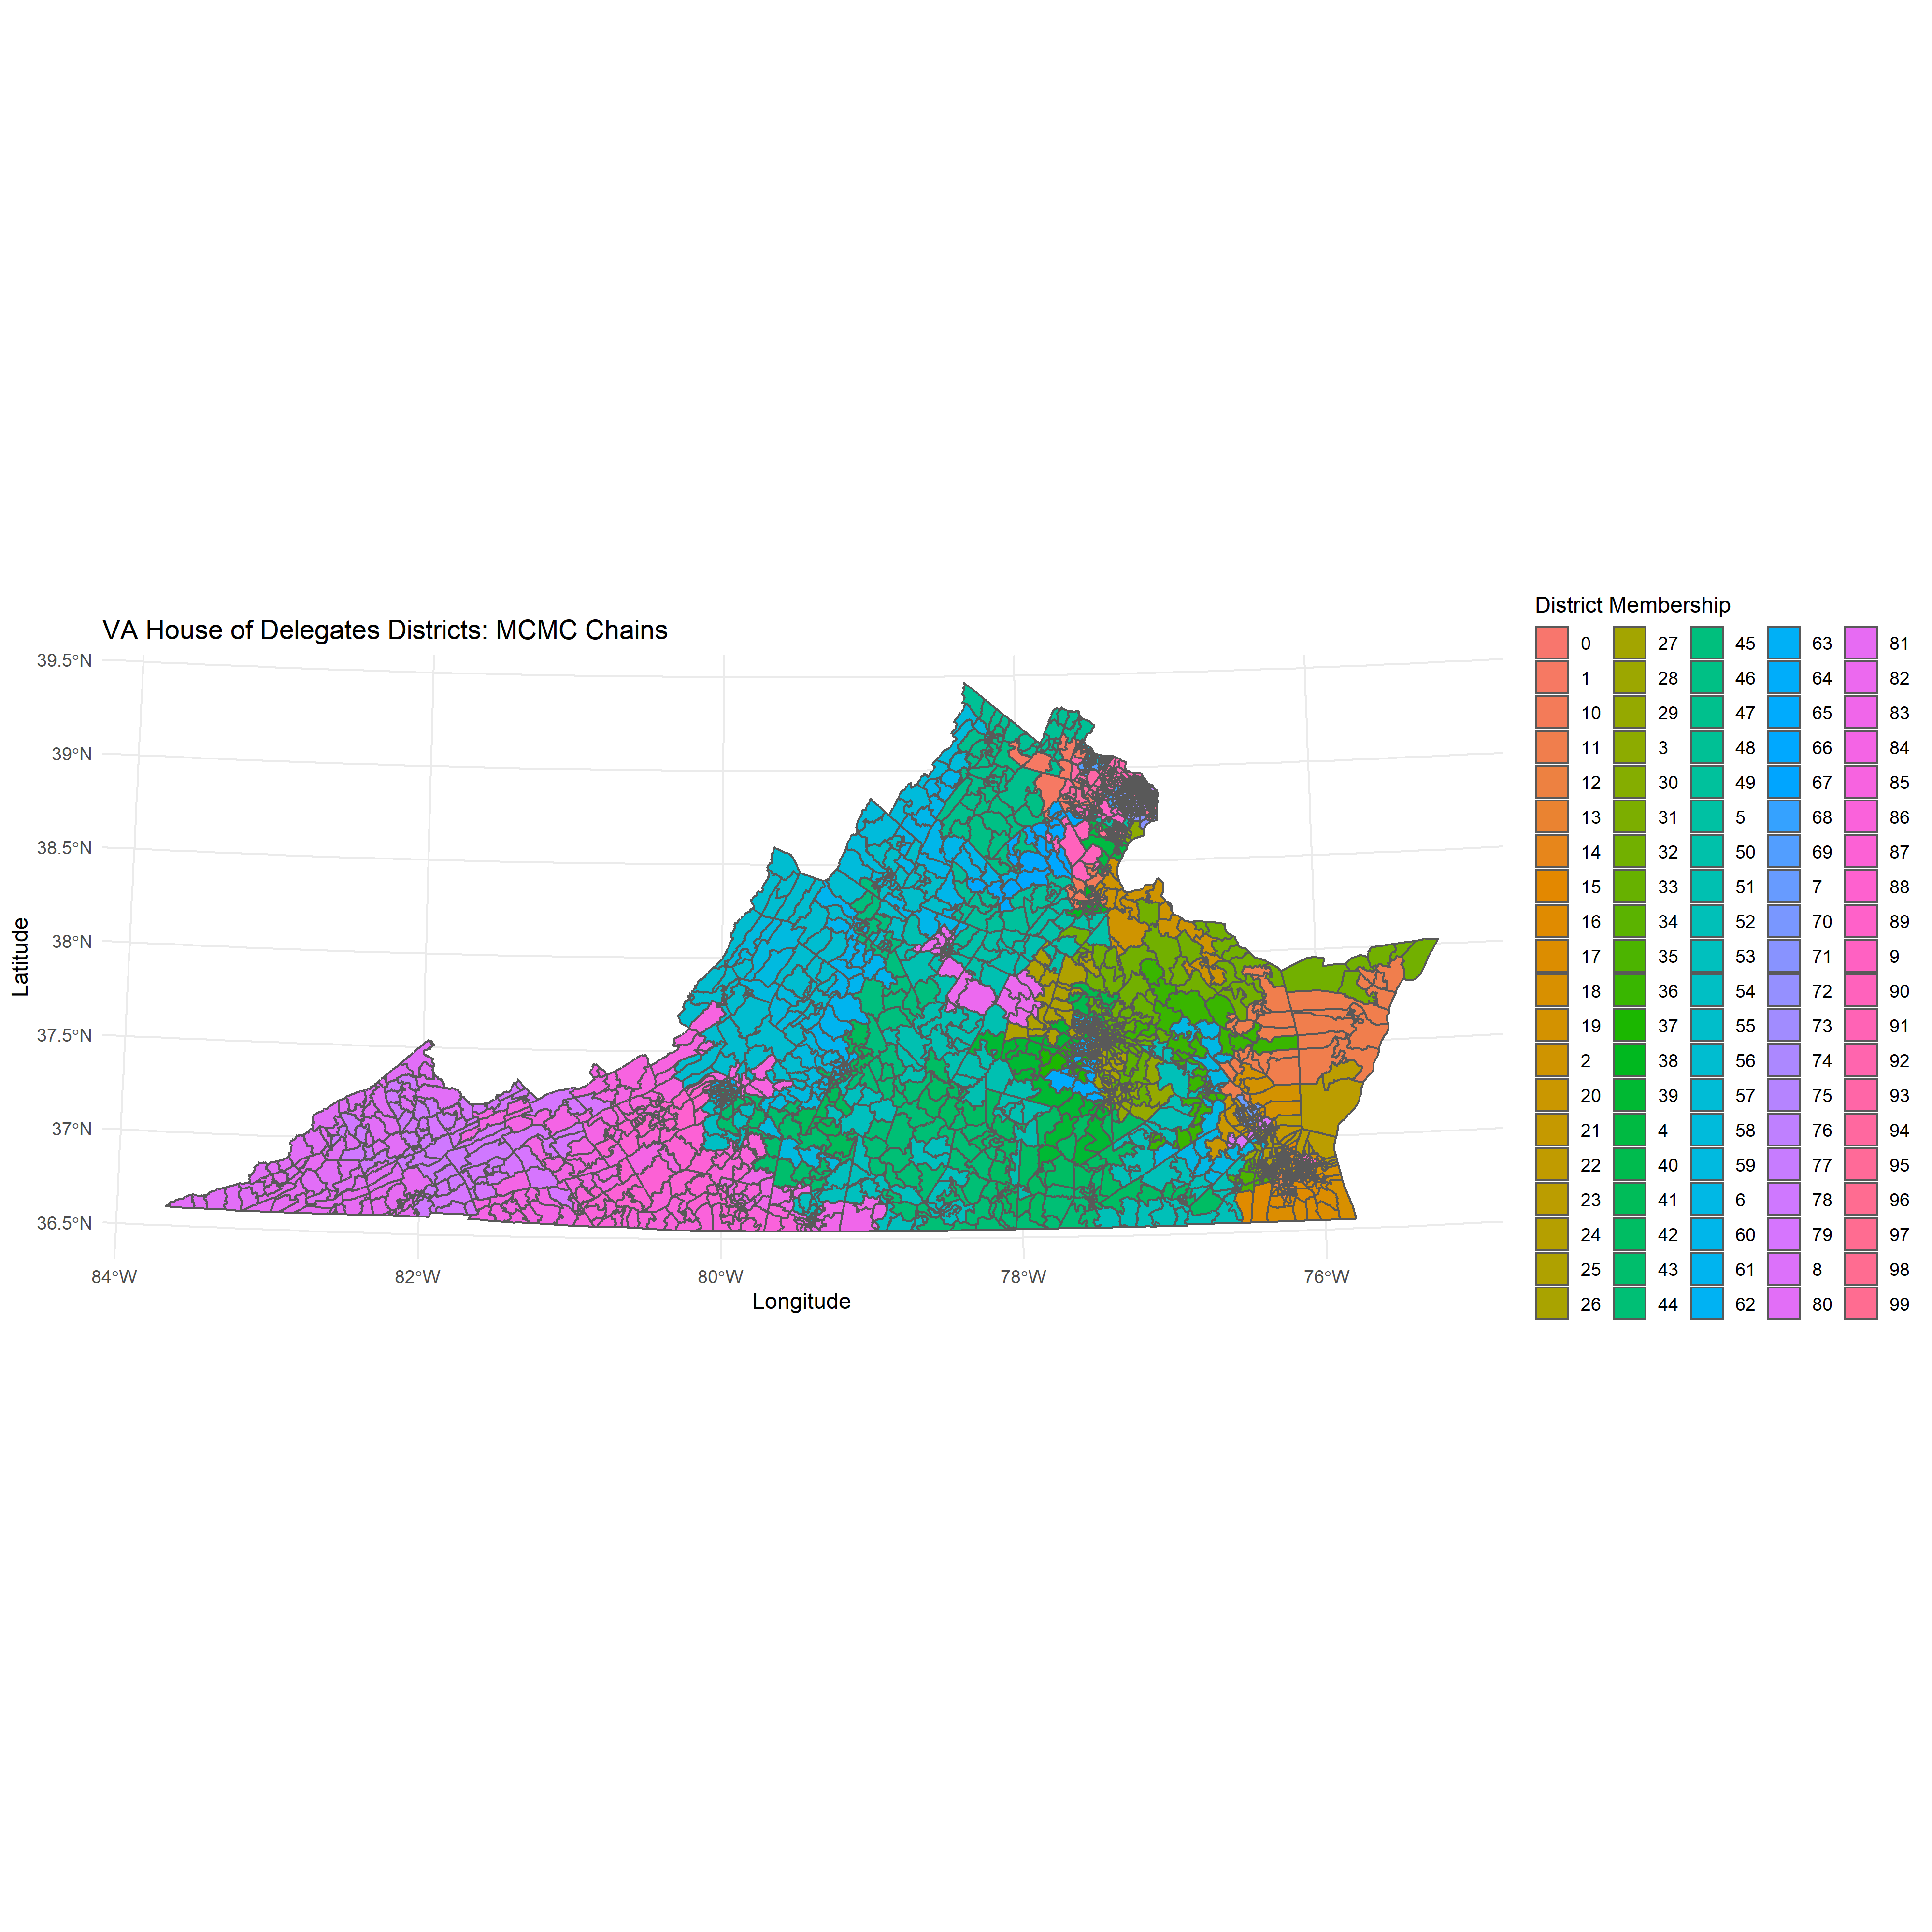 VA House of Delegates Districts: MCMC Chains
39.5°N
39°N
38.5°N
38°N
37.5°N
37°N
36.5°N
Latitude
84°W 82°W 80°W 78°W 76°W
Longitude
District Membership
0 27 45 63 81
1 28 46 64 82
10 29 47 65 83
11 3 48 66 84
12 30 49 67 85
13 31 5 68 86
14 32 50 69 87
15 33 51 7 88
16 34 52 70 89
17 35 53 71 9
18 36 54 72 90
19 37 55 73 91
2 38 56 74 92
20 39 57 75 93
21 4 58 76 94
22 40 59 77 95
23 41 6 78 96
24 42 60 79 97
25 43 61 8 98
26 44 62 80 99